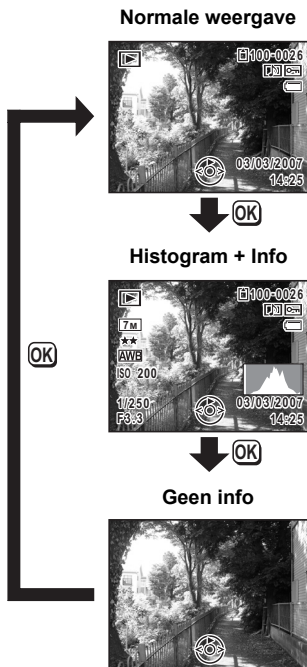 Normale weergave
100-0026
03/03/2007
14:25
OK
Histogram + Info
100-0026
7M
★★
AWB
ISO 200
1/250
F3.3
03/03/2007
14:25
OK
OK
Geen info